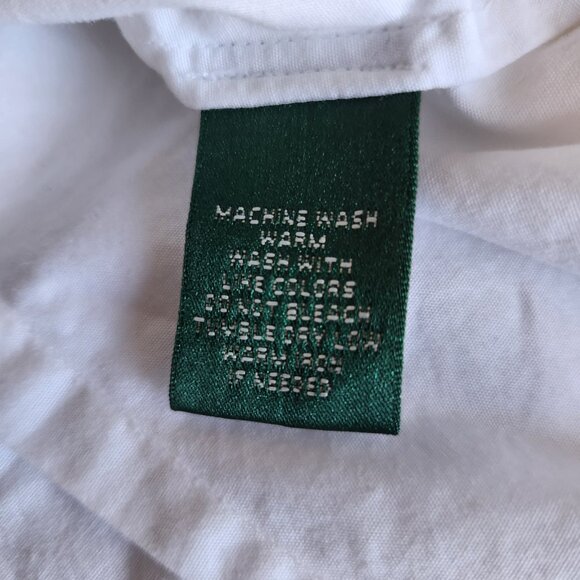 MACHINE WASH
WARM
WASH WITH
LIKE COLORS
DO NOT BLEACH
TUMBLE DRY LOW
WARM IRON
IF NEEDED